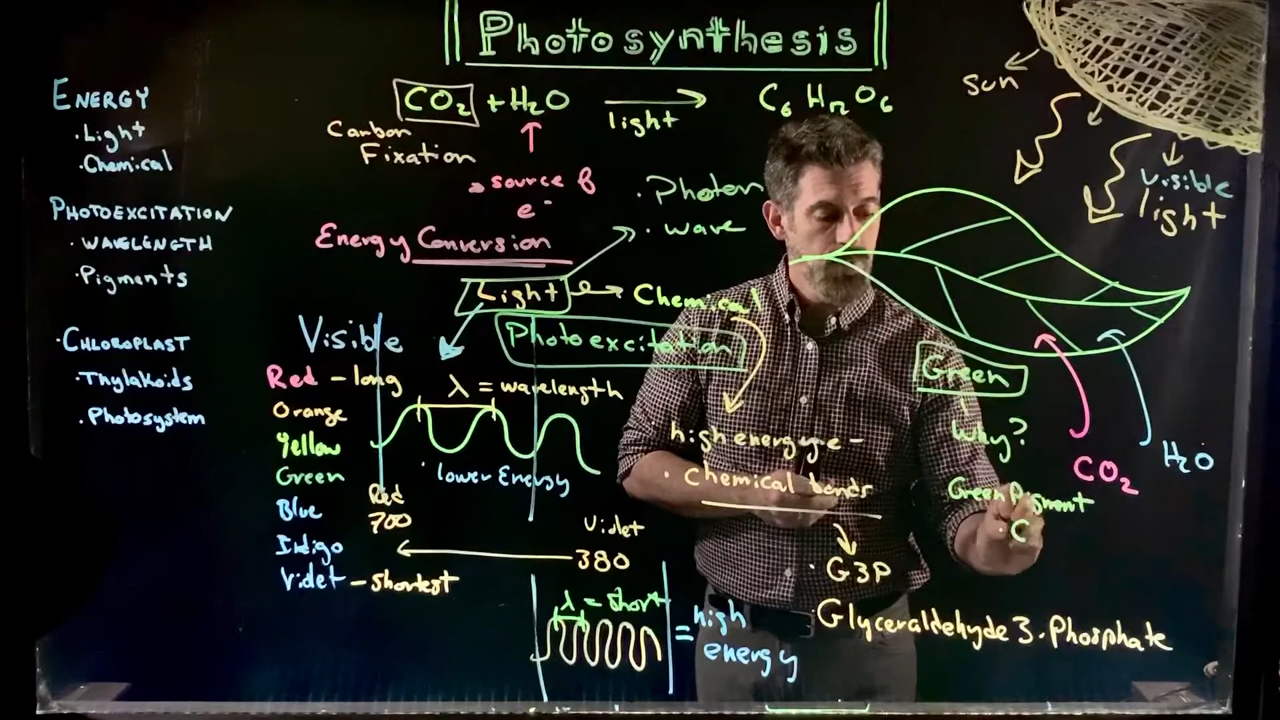 Photosynthesis
ENERGY
· Light
· Chemical
PHOTOEXCITATION
· WAVELENGTH
· Pigments
· CHLOROPLAST
· Thylakoids
· Photosystem
CO₂ + H₂O → light C₆ H₁₂ O₆
Carbon
Fixation
source of
e⁻
Energy Conversion
· Photon
· wave
Light → Chemical
Photoexcitation
Visible
Red - long
Orange
Yellow
Green
Blue
Indigo
Violet - shortest
λ = wavelength
· lower Energy
Red
700
Violet
380
λ = short
= high
energy
high energy e -
· Chemical bonds
· G3P
Glyceraldehyde 3-Phosphate
sun
visible
light
Green
Why?
Green Pigment
· C
CO₂
H₂O